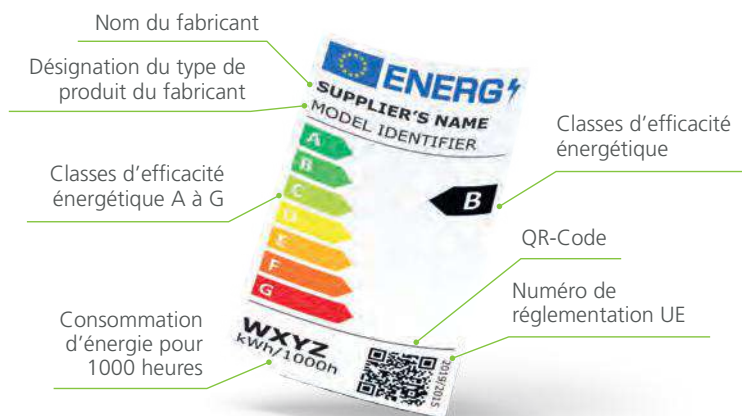 Nom du fabricant
Désignation du type de
produit du fabricant
Classes d'efficacité
énergétique A à G
Consommation
d'énergie pour
1000 heures
ENERG
SUPPLIER'S NAME
MODEL IDENTIFIER
A
B
C
D
E
F
G
B
WXYZ
kWh/1000h
2019/2015
Classes d'efficacité
énergétique
QR-Code
Numéro de
réglementation UE